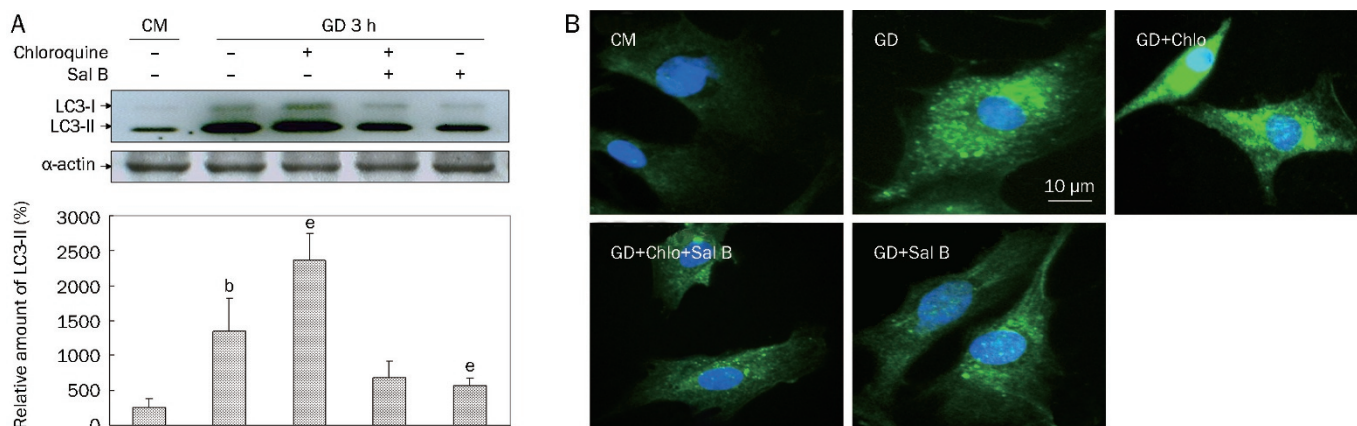 A
CM GD 3 h
Chloroquine – – + + –
Sal B – – – + +
LC3-I
LC3-II
α-actin
Relative amount of LC3-II (%)
3000
2500
2000
1500
1000
500
0
b
e
e
B
CM
GD
GD+Chlo
10 μm
GD+Chlo+Sal B
GD+Sal B